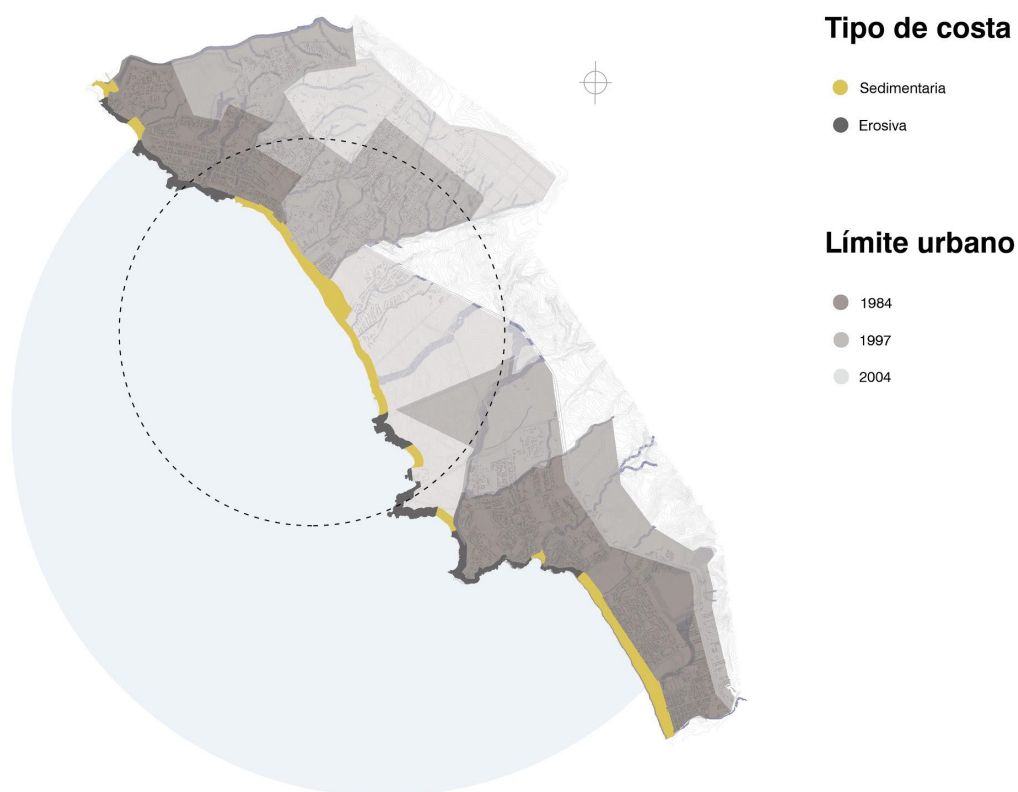 Tipo de costa
Sedimentaria
Erosiva
Límite urbano
1984
1997
2004